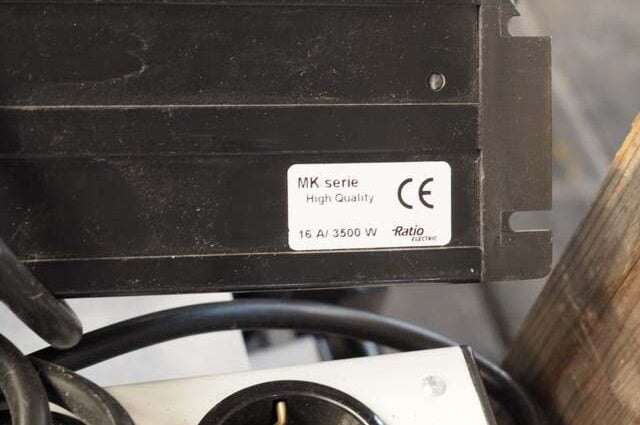 MK serie
High Quality
CE
16 A/ 3500 W
Ratio
ELECTRIC